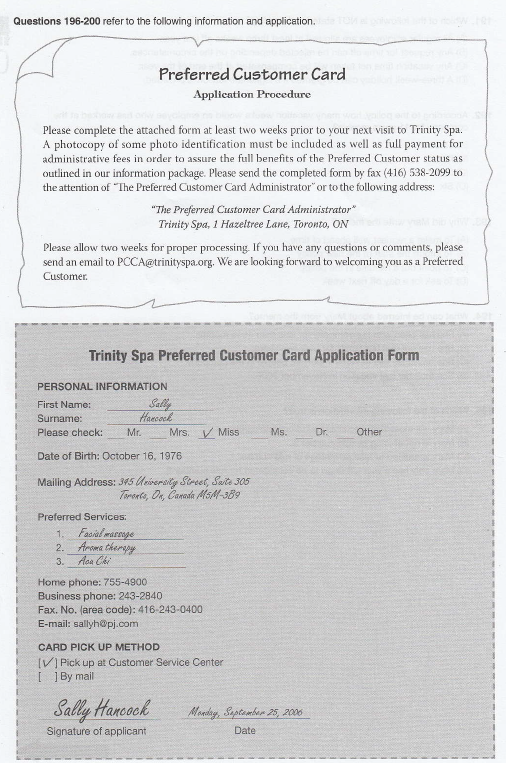 Questions 196-200 refer to the following information and application.
Preferred Customer Card
Application Procedure
Please complete the attached form at least two weeks prior to your next visit to Trinity Spa.
A photocopy of some photo identification must be included as well as full payment for
administrative fees in order to assure the full benefits of the Preferred Customer status as
outlined in our information package. Please send the completed form by fax (416) 538-2099 to
the attention of "The Preferred Customer Card Administrator" or to the following address:
"The Preferred Customer Card Administrator"
Trinity Spa, 1 Hazeltree Lane, Toronto, ON
Please allow two weeks for proper processing. If you have any questions or comments, please
send an email to PCCA@trinityspa.org. We are looking forward to welcoming you as a Preferred
Customer.
Trinity Spa Preferred Customer Card Application Form
PERSONAL INFORMATION
First Name: Sally
Surname: Hancock
Please check: __ Mr. __ Mrs. √ Miss __ Ms. __ Dr. __ Other
Date of Birth: October 16, 1976
Mailing Address: 345 University Street, Suite 305
Toronto, On, Canada M5M-3B9
Preferred Services:
1. Facial massage
2. Aroma therapy
3. Acu Chi
Home phone: 755-4900
Business phone: 243-2840
Fax. No. (area code): 416-243-0400
E-mail: sallyh@pj.com
CARD PICK UP METHOD
[√] Pick up at Customer Service Center
[ ] By mail
Sally Hancock Monday, September 25, 2006
Signature of applicant Date